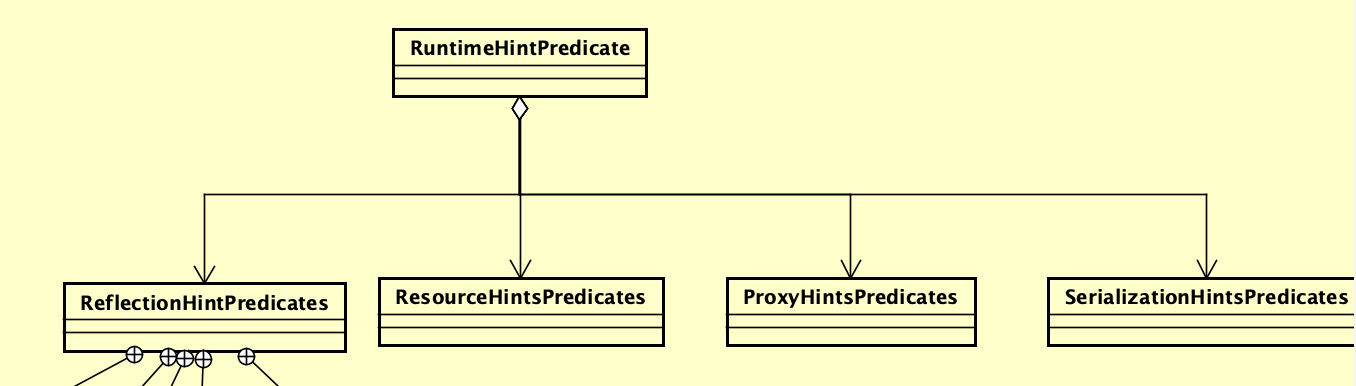 RuntimeHintPredicate
ReflectionHintPredicates
ResourceHintsPredicates
ProxyHintsPredicates
SerializationHintsPredicates